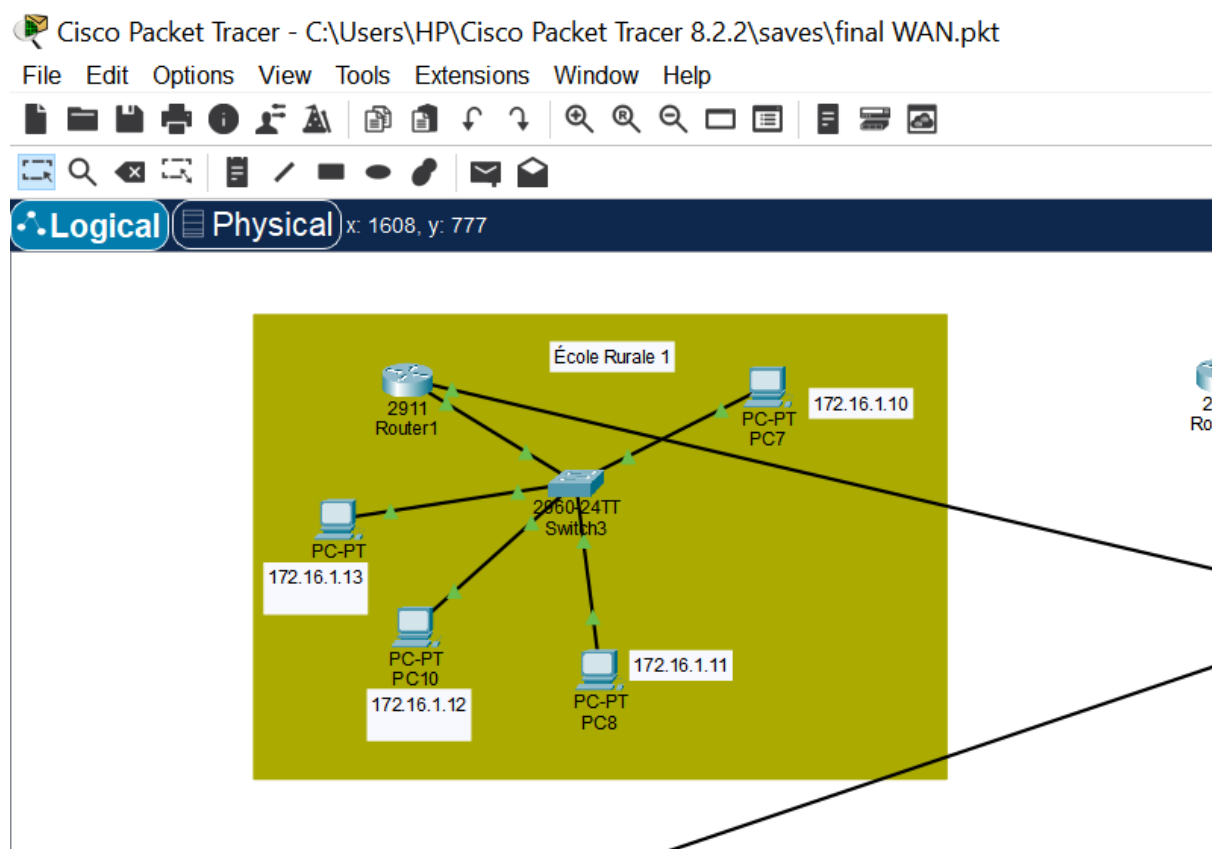 Cisco Packet Tracer - C:\Users\HP\Cisco Packet Tracer 8.2.2\saves\final WAN.pkt
File Edit Options View Tools Extensions Window Help
Logical Physical x: 1608, y: 777
École Rurale 1
2911
Router1
PC-PT
PC7
172.16.1.10
2
Ro
2960-24TT
Switch3
PC-PT
172.16.1.13
PC-PT
PC10
172.16.1.12
PC-PT
PC8
172.16.1.11